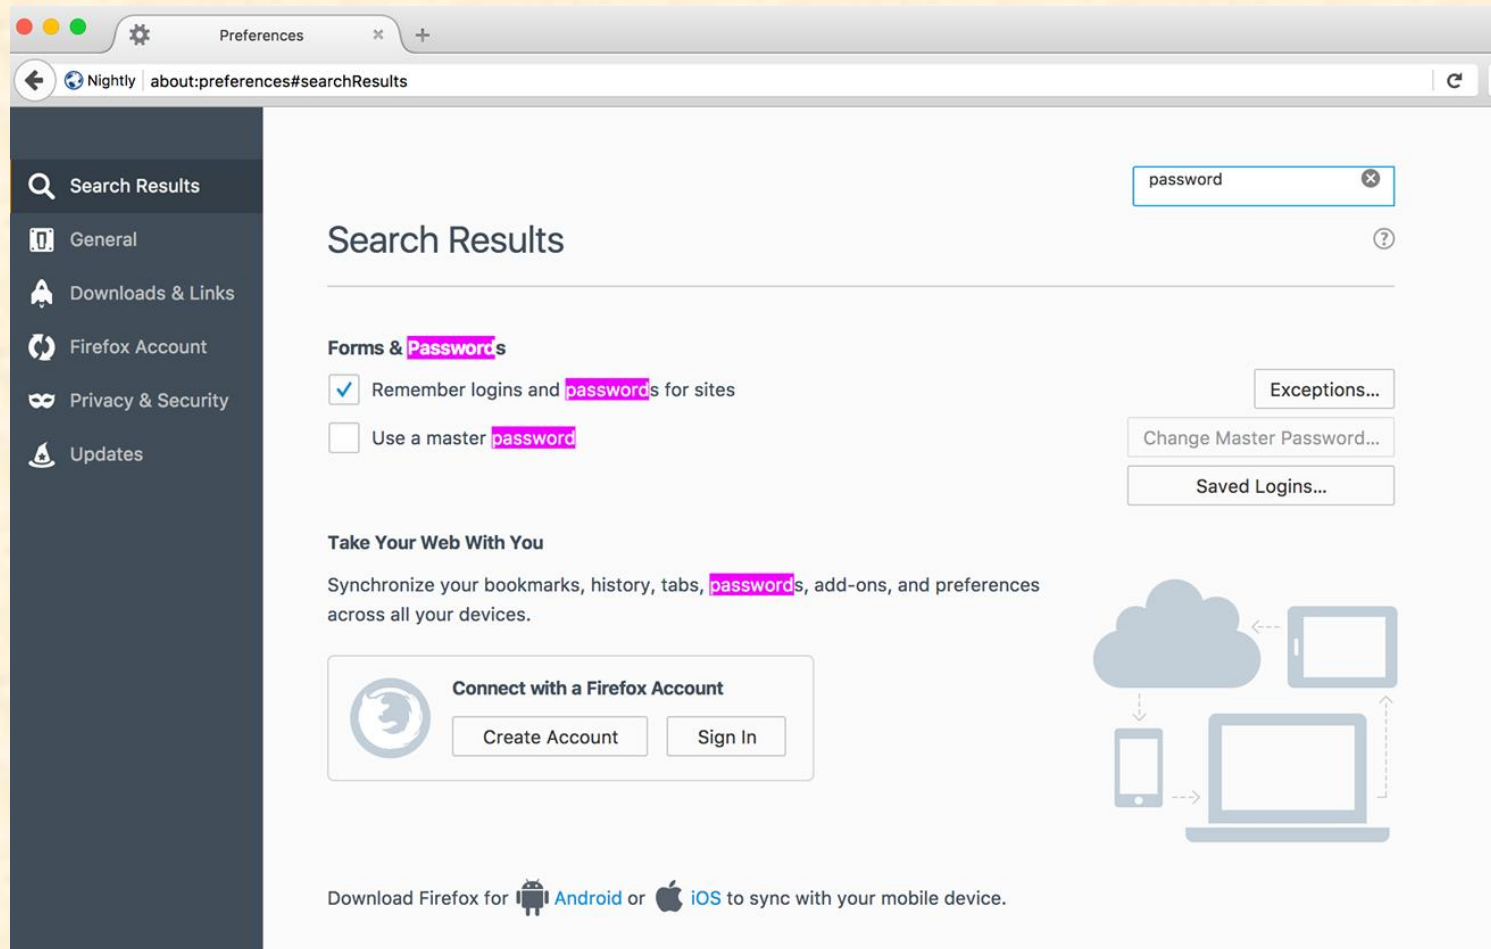 Preferences
Nightly about:preferences#searchResults
Search Results
General
Downloads & Links
Firefox Account
Privacy & Security
Updates
password
Search Results
Forms & Passwords
Remember logins and passwords for sites
Exceptions...
Use a master password
Change Master Password...
Saved Logins...
Take Your Web With You
Synchronize your bookmarks, history, tabs, passwords, add-ons, and preferences
across all your devices.
Connect with a Firefox Account
Create Account
Sign In
Download Firefox for Android or iOS to sync with your mobile device.